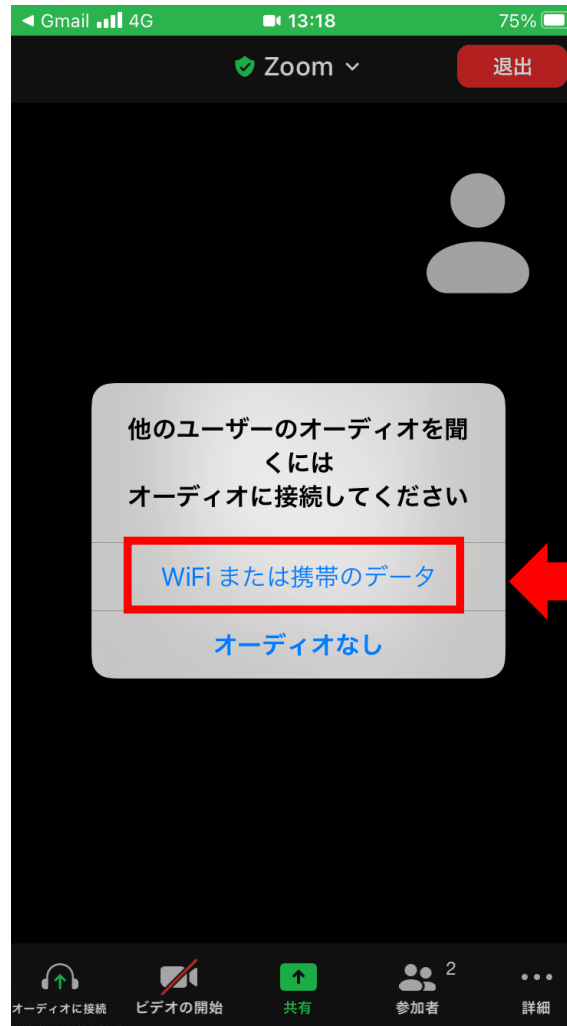 ◀ Gmail 4G 13:18 75%
Zoom
退出
他のユーザーのオーディオを聞
くには
オーディオに接続してください
WiFi または携帯のデータ
オーディオなし
2
オーディオに接続 ビデオの開始 共有 参加者 詳細